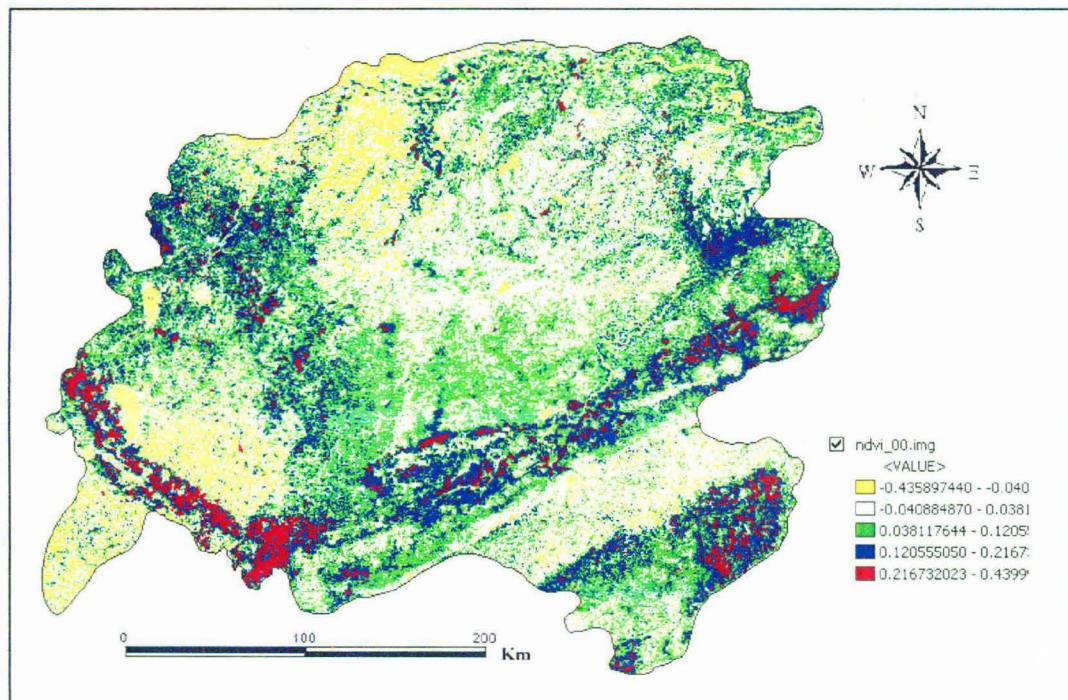 N
W E
S
ndvi_00.img
<VALUE>
-0.435897440 - -0.040
-0.040884870 - 0.0381
0.038117644 - 0.1205
0.120555050 - 0.2167
0.216732023 - 0.4399
0 100 200
Km